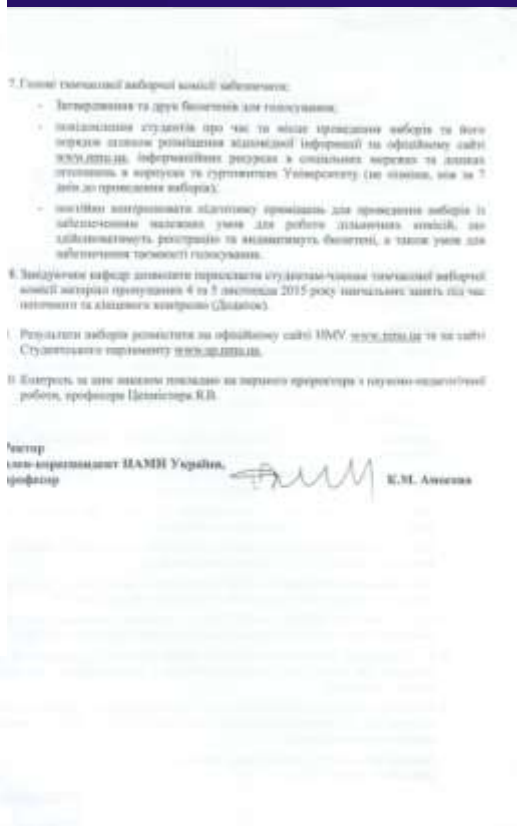 7. Голові тимчасової виборчої комісії забезпечити:
- Затвердження та друк бюлетенів для голосування;
- повідомлення студентів про час та місце проведення виборів та його
порядок шляхом розміщення відповідної інформації на офіційному сайті
www.nmu.ua, інформаційних ресурсах в соціальних мережах та дошках
оголошень в корпусах та гуртожитках Університету (не пізніше, ніж за 7
днів до проведення виборів);
- постійно контролювати підготовку приміщень для проведення виборів із
забезпеченням належних умов для роботи дільничних комісій, що
здійснюватимуть реєстрацію та видаватимуть бюлетені, а також умов для
забезпечення таємності голосування.
8. Завідувачам кафедр дозволити перескласти студентам-членам тимчасової виборчої
комісії матеріал пропущених 4 та 5 листопада 2015 року навчальних занять під час
поточного та кінцевого контролю (Додаток).
Результати виборів розмістити на офіційному сайті НМУ www.nmu.ua та на сайті
Студентського парламенту www.sp.nmu.ua.
0. Контроль за цим наказом покладаю на першого проректора з науково-педагогічної
роботи, професора Цехмістера Я.В.
Ректор
член-кореспондент НАМН України,
професор К.М. Амосова